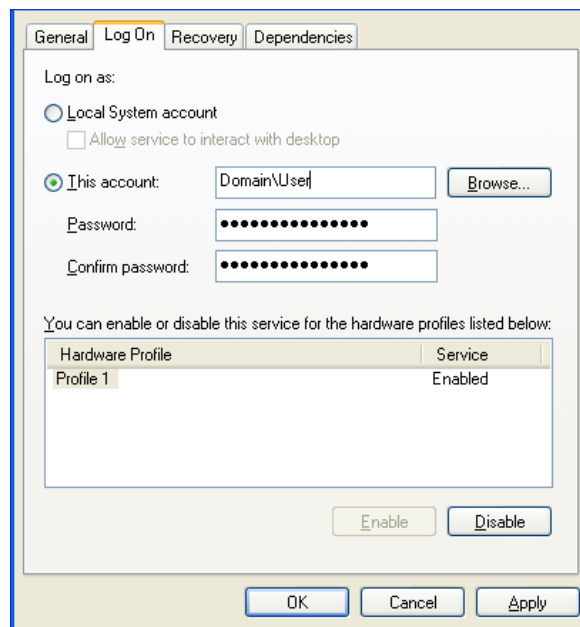 General Log On Recovery Dependencies
Log on as:
Local System account
Allow service to interact with desktop
This account: Domain\User Browse...
Password: ●●●●●●●●●●●●●●●
Confirm password: ●●●●●●●●●●●●●●●
You can enable or disable this service for the hardware profiles listed below:
Hardware Profile Service
Profile 1 Enabled
Enable Disable
OK Cancel Apply